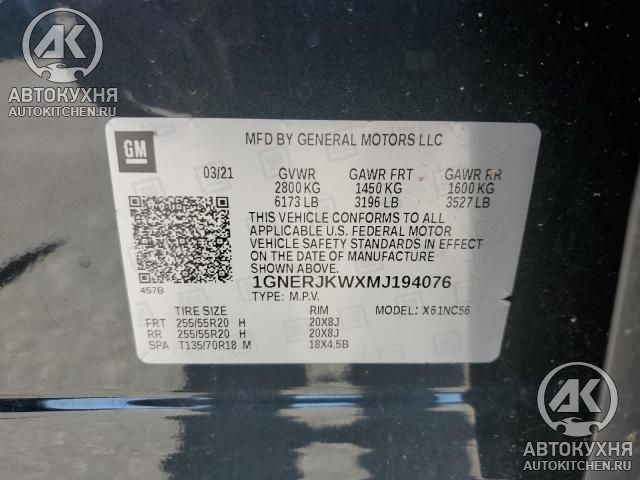 AK
АВТОКУХНЯ
AUTOKITCHEN.RU
GM
MFD BY GENERAL MOTORS LLC
03/21 GVWR GAWR FRT GAWR RR
2800 KG 1450 KG 1600 KG
6173 LB 3196 LB 3527 LB
THIS VEHICLE CONFORMS TO ALL
APPLICABLE U.S. FEDERAL MOTOR
VEHICLE SAFETY STANDARDS IN EFFECT
ON THE DATE OF MANUFACTURE
SHOWN ABOVE.
457B
1GNERJKWXMJ194076
TYPE: M.P.V. MODEL: X61NC56
TIRE SIZE RIM
FRT 255/55R20 H 20X8J
RR 255/55R20 H 20X8J
SPA T135/70R18 M 18X4.5B
AK
АВТОКУХНЯ
AUTOKITCHEN.RU